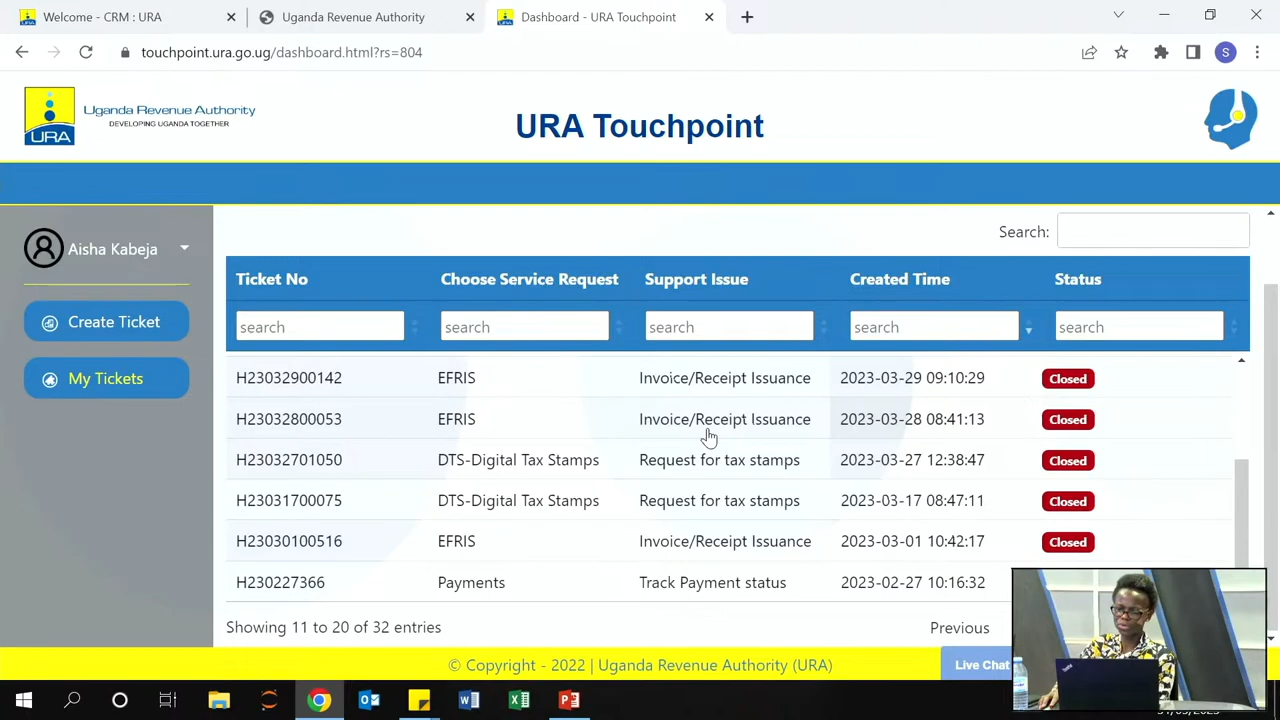 Welcome - CRM : URA
Uganda Revenue Authority
Dashboard - URA Touchpoint
touchpoint.ura.go.ug/dashboard.html?rs=804
S
Uganda Revenue Authority
DEVELOPING UGANDA TOGETHER
URA
URA Touchpoint
Aisha Kabeja
Create Ticket
My Tickets
Search:
Ticket No Choose Service Request Support Issue Created Time Status
search search search search search
H23032900142 EFRIS Invoice/Receipt Issuance 2023-03-29 09:10:29 Closed
H23032800053 EFRIS Invoice/Receipt Issuance 2023-03-28 08:41:13 Closed
H23032701050 DTS-Digital Tax Stamps Request for tax stamps 2023-03-27 12:38:47 Closed
H23031700075 DTS-Digital Tax Stamps Request for tax stamps 2023-03-17 08:47:11 Closed
H23030100516 EFRIS Invoice/Receipt Issuance 2023-03-01 10:42:17 Closed
H230227366 Payments Track Payment status 2023-02-27 10:16:32
Showing 11 to 20 of 32 entries
Previous
© Copyright - 2022 | Uganda Revenue Authority (URA)
Live Chat